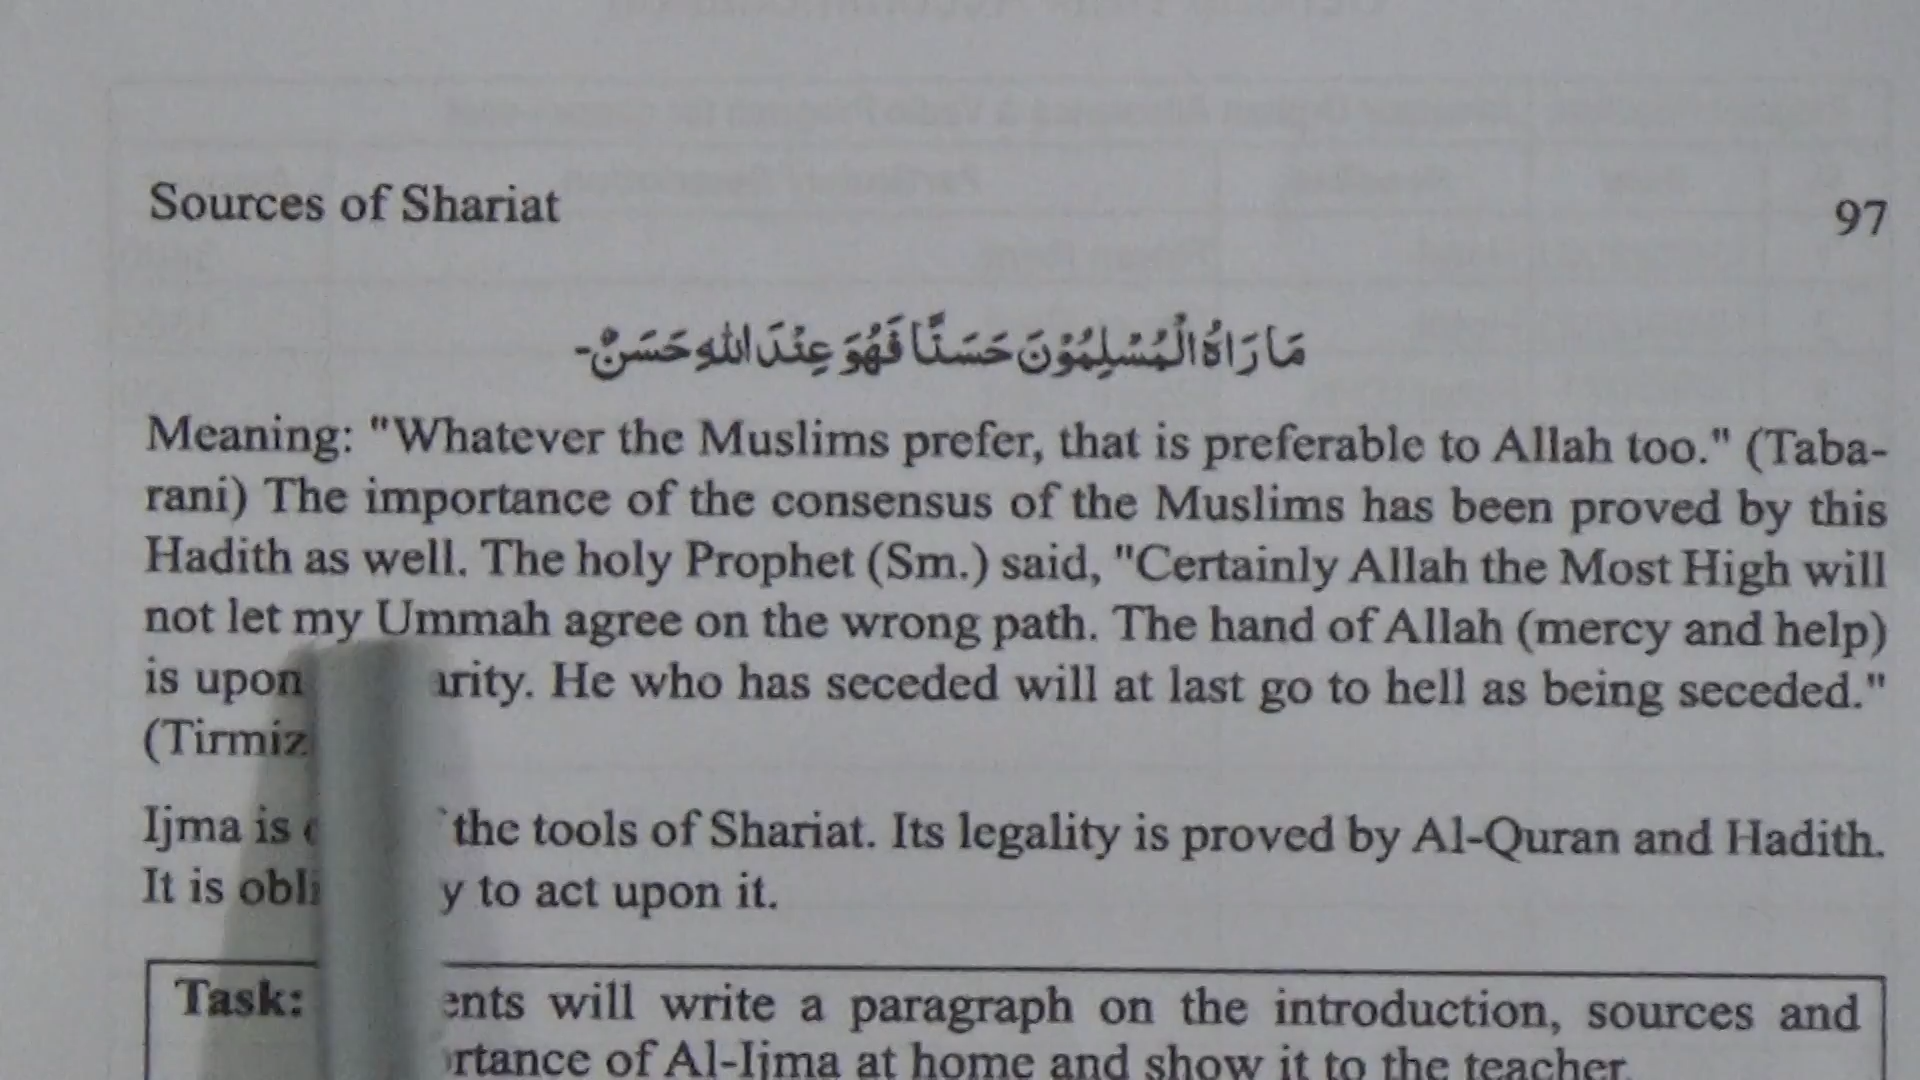 Sources of Shariat 97
مَا رَاٰهُ الْمُسْلِمُوْنَ حَسَنًا فَهُوَ عِنْدَ اللهِ حَسَنٌ-
Meaning: "Whatever the Muslims prefer, that is preferable to Allah too." (Taba-
rani) The importance of the consensus of the Muslims has been proved by this
Hadith as well. The holy Prophet (Sm.) said, "Certainly Allah the Most High will
not let my Ummah agree on the wrong path. The hand of Allah (mercy and help)
is upon arity. He who has seceded will at last go to hell as being seceded."
(Tirmiz
Ijma is the tools of Shariat. Its legality is proved by Al-Quran and Hadith.
It is obli y to act upon it.
Task: ents will write a paragraph on the introduction, sources and
rtance of Al-Ijma at home and show it to the teacher.